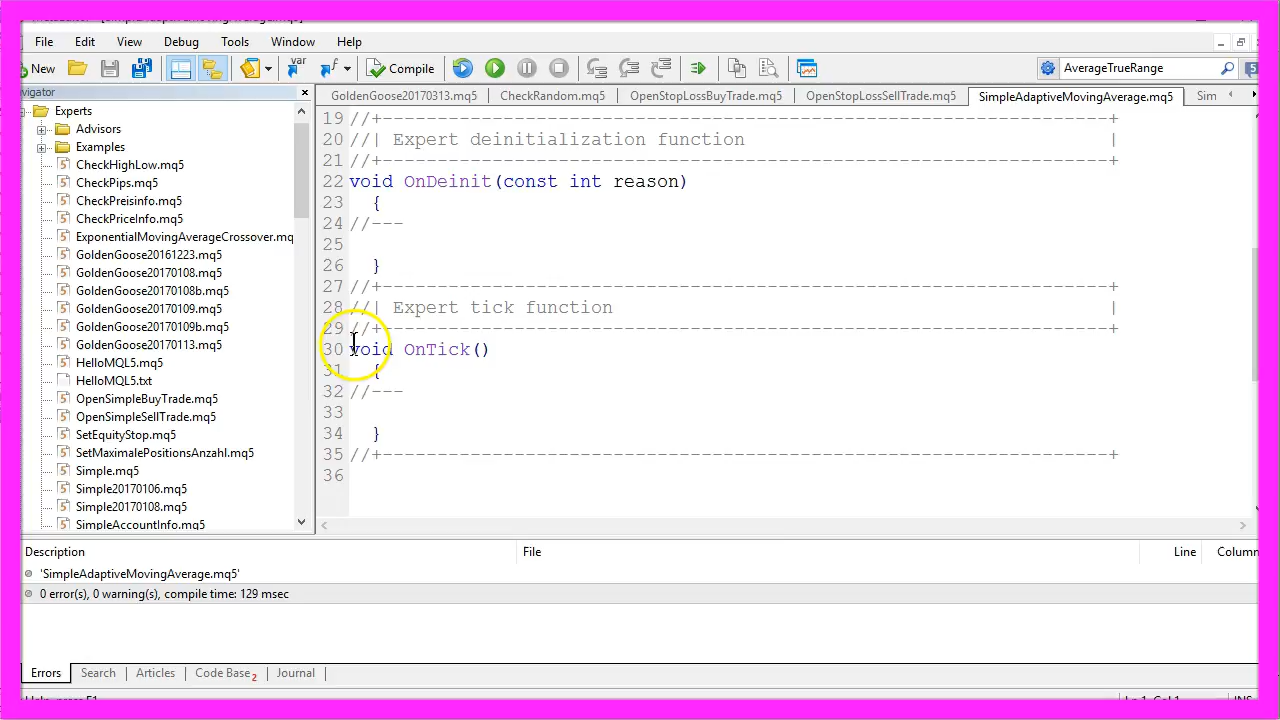 File Edit View Debug Tools Window Help
New Compile AverageTrueRange 5
vigator × GoldenGoose20170313.mq5 CheckRandom.mq5 OpenStopLossBuyTrade.mq5 OpenStopLossSellTrade.mq5 SimpleAdaptiveMovingAverage.mq5 Sim
Experts
Advisors
Examples
CheckHighLow.mq5
CheckPips.mq5
CheckPreisinfo.mq5
CheckPriceInfo.mq5
ExponentialMovingAverageCrossover.mq
GoldenGoose20161223.mq5
GoldenGoose20170108.mq5
GoldenGoose20170108b.mq5
GoldenGoose20170109.mq5
GoldenGoose20170109b.mq5
GoldenGoose20170113.mq5
HelloMQL5.mq5
HelloMQL5.txt
OpenSimpleBuyTrade.mq5
OpenSimpleSellTrade.mq5
SetEquityStop.mq5
SetMaximalePositionsAnzahl.mq5
Simple.mq5
Simple20170106.mq5
Simple20170108.mq5
SimpleAccountInfo.mq5
19 //+------------------------------------------------------------------+
20 //| Expert deinitialization function                                 |
21 //+------------------------------------------------------------------+
22 void OnDeinit(const int reason)
23   {
24 //---
25
26   }
27 //+------------------------------------------------------------------+
28 //| Expert tick function                                             |
29 //+------------------------------------------------------------------+
30 void OnTick()
31   {
32 //---
33
34   }
35 //+------------------------------------------------------------------+
36
Description File Line Column
'SimpleAdaptiveMovingAverage.mq5'
0 error(s), 0 warning(s), compile time: 129 msec
Errors Search Articles Code Base 2 Journal